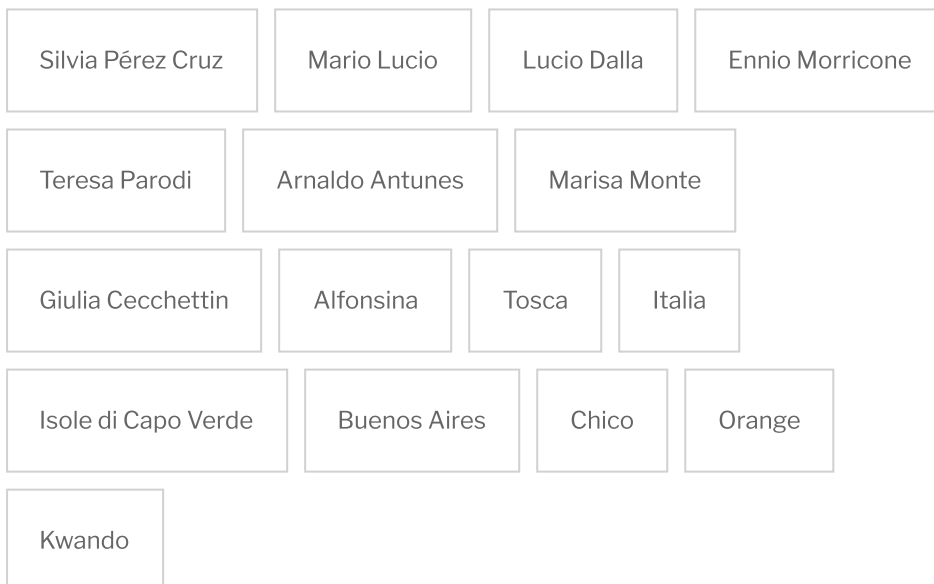 Silvia Pérez Cruz Mario Lucio Lucio Dalla Ennio Morricone
Teresa Parodi Arnaldo Antunes Marisa Monte
Giulia Cecchettin Alfonsina Tosca Italia
Isole di Capo Verde Buenos Aires Chico Orange
Kwando